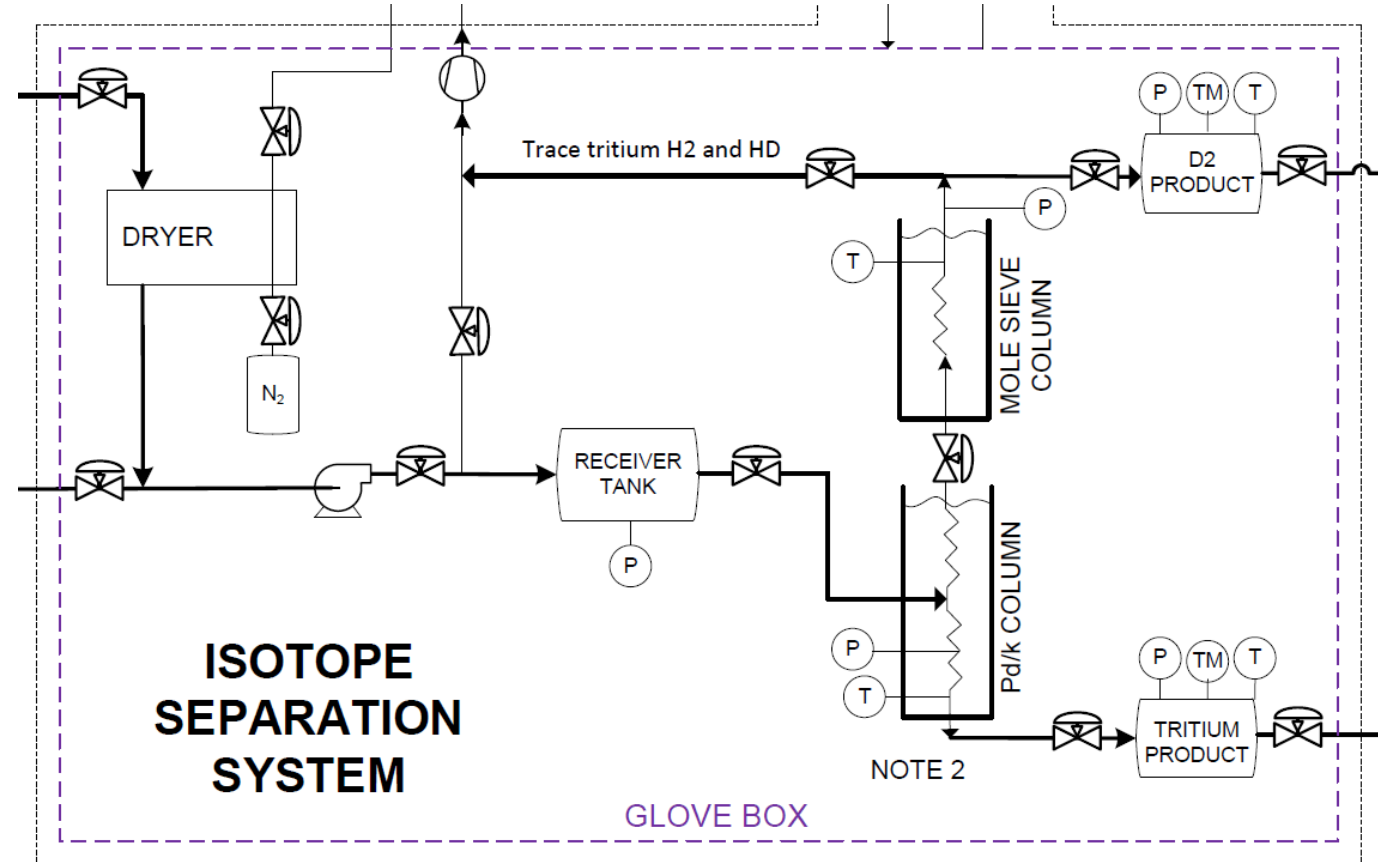 P
TM
T
Trace tritium H2 and HD
D2
PRODUCT
P
DRYER
T
MOLE SIEVE
COLUMN
N2
RECEIVER
TANK
P
Pd/k COLUMN
P
T
P
TM
T
TRITIUM
PRODUCT
ISOTOPE
SEPARATION
SYSTEM
NOTE 2
GLOVE BOX